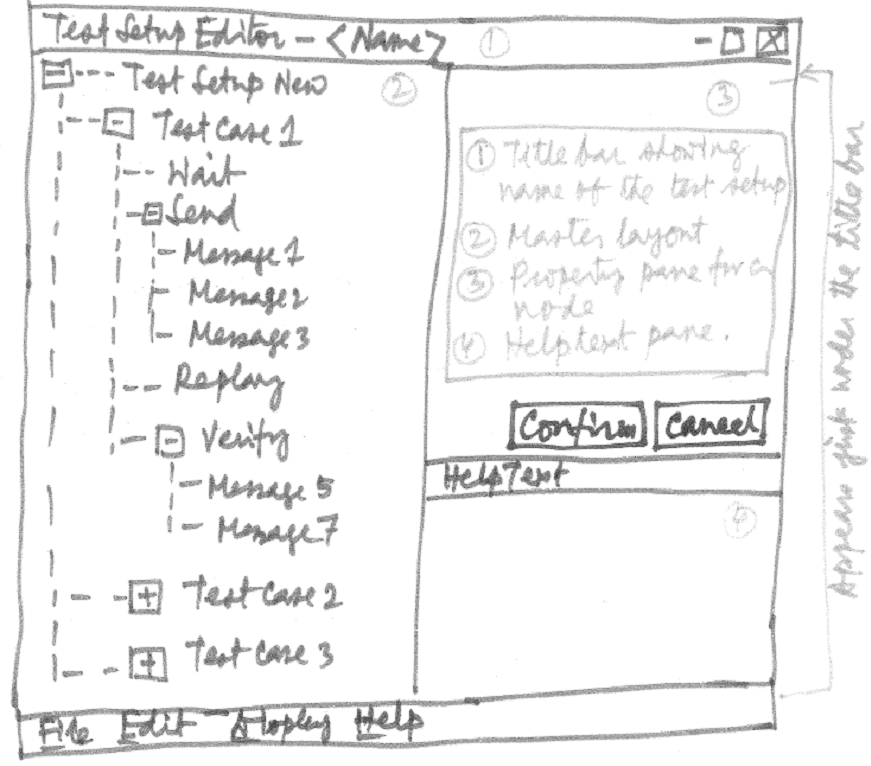 Test Setup Editor - <Name> ①
- □ X
Test Setup New ②
Test Case 1
Wait
Send
Message 1
Message 2
Message 3
Replay
Verify
Message 5
Message 7
Test Case 2
Test Case 3
③
① Title bar showing
name of the test setup
② Master layout
③ Property pane for a
node
④ Helptext pane.
Confirm Cancel
HelpText
④
File Edit Display Help
Appears just under the title bar